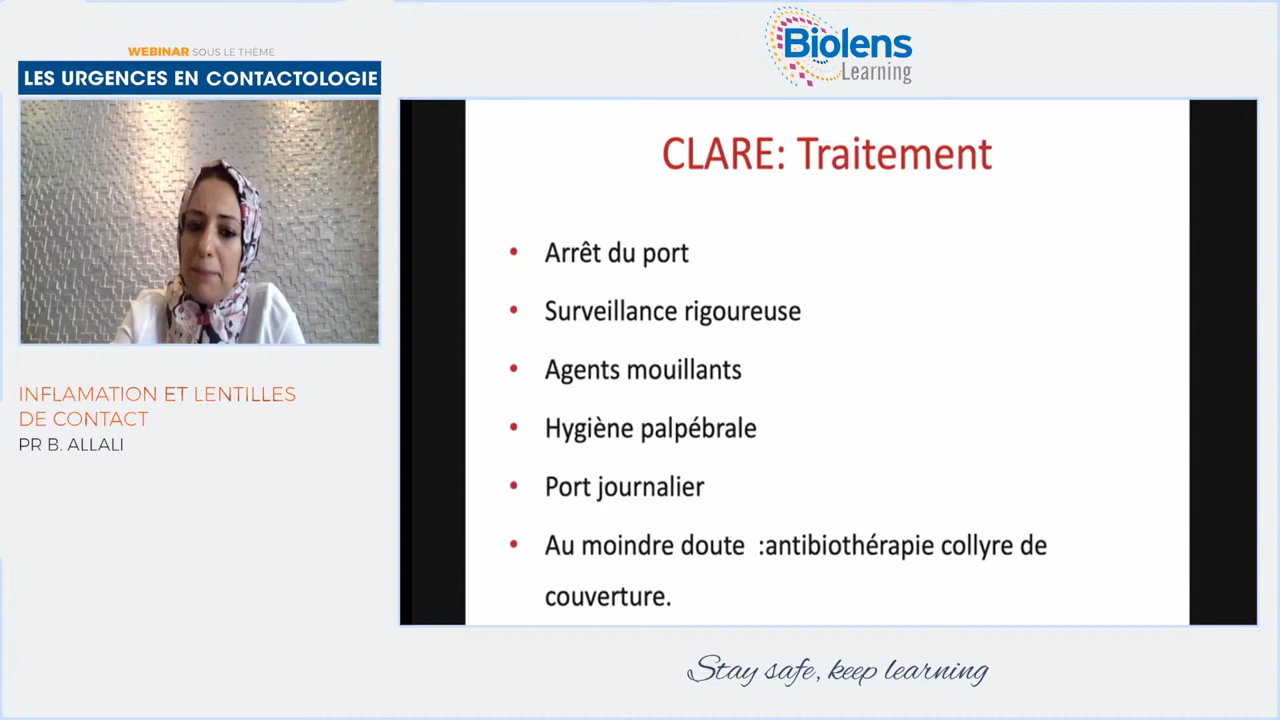 WEBINAR SOUS LE THEME
LES URGENCES EN CONTACTOLOGIE
INFLAMATION ET LENTILLES
DE CONTACT
PR B. ALLALI
Biolens
Learning
CLARE: Traitement
• Arrêt du port
• Surveillance rigoureuse
• Agents mouillants
• Hygiène palpébrale
• Port journalier
• Au moindre doute :antibiothérapie collyre de
couverture.
Stay safe, keep learning